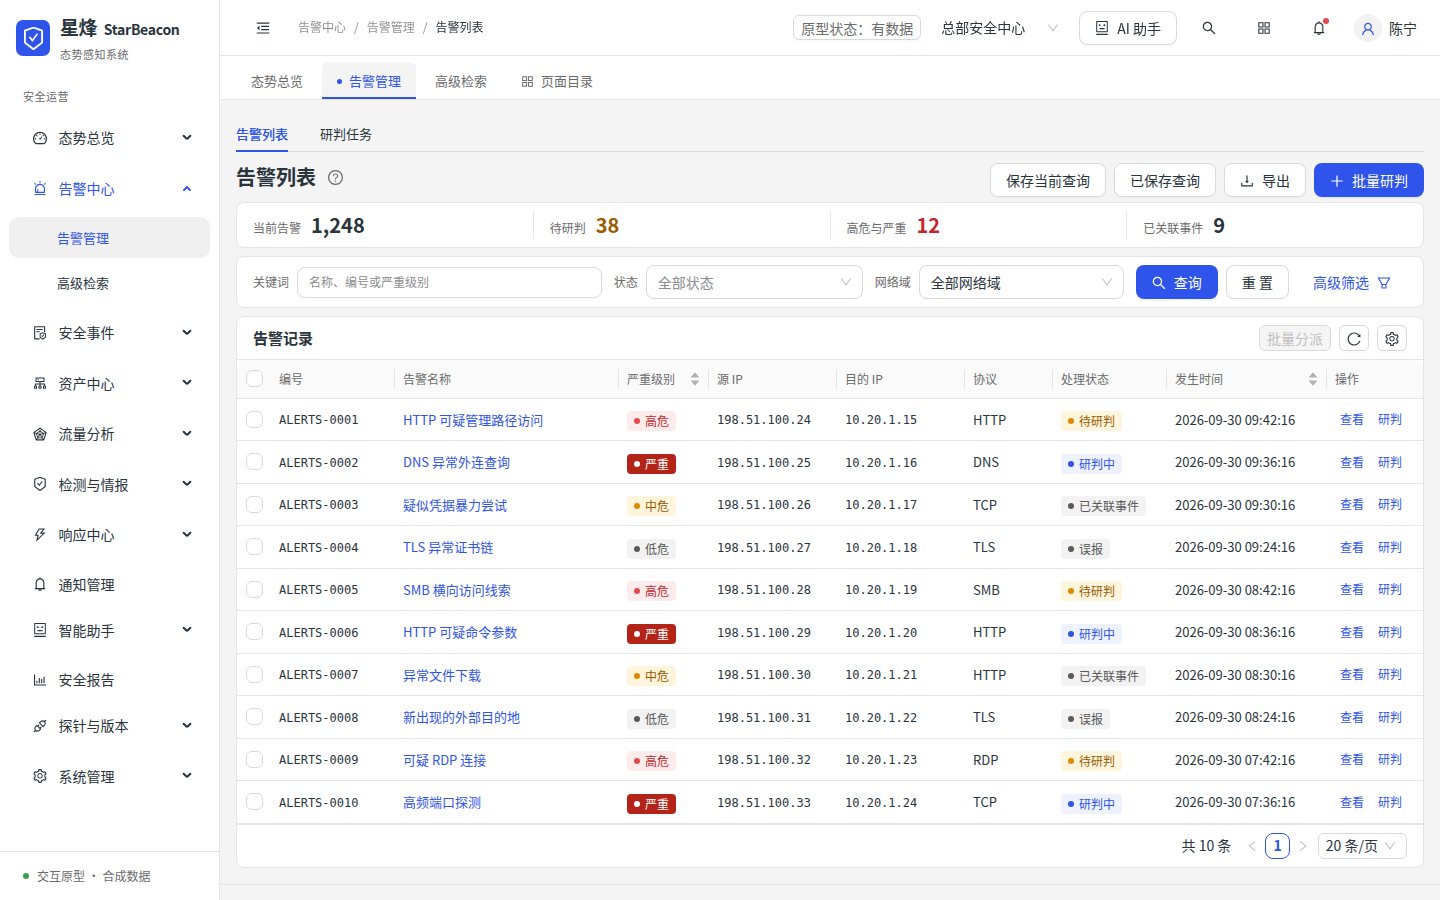 星烽 StarBeacon
态势感知系统
安全运营
态势总览
告警中心
告警管理
高级检索
安全事件
资产中心
流量分析
检测与情报
响应中心
通知管理
智能助手
安全报告
探针与版本
系统管理
交互原型 · 合成数据
告警中心 / 告警管理 / 告警列表
原型状态：有数据 总部安全中心 AI 助手 陈宁
态势总览 告警管理 高级检索 页面目录
告警列表 研判任务
告警列表
保存当前查询 已保存查询 导出 批量研判
当前告警 1,248 待研判 38 高危与严重 12 已关联事件 9
关键词 名称、编号或严重级别 状态 全部状态 网络域 全部网络域 查询 重 置 高级筛选
告警记录 批量分派
编号 告警名称 严重级别 源 IP 目的 IP 协议 处理状态 发生时间 操作
ALERTS-0001 HTTP 可疑管理路径访问 高危 198.51.100.24 10.20.1.15 HTTP 待研判 2026-09-30 09:42:16 查看 研判
ALERTS-0002 DNS 异常外连查询 严重 198.51.100.25 10.20.1.16 DNS 研判中 2026-09-30 09:36:16 查看 研判
ALERTS-0003 疑似凭据暴力尝试 中危 198.51.100.26 10.20.1.17 TCP 已关联事件 2026-09-30 09:30:16 查看 研判
ALERTS-0004 TLS 异常证书链 低危 198.51.100.27 10.20.1.18 TLS 误报 2026-09-30 09:24:16 查看 研判
ALERTS-0005 SMB 横向访问线索 高危 198.51.100.28 10.20.1.19 SMB 待研判 2026-09-30 08:42:16 查看 研判
ALERTS-0006 HTTP 可疑命令参数 严重 198.51.100.29 10.20.1.20 HTTP 研判中 2026-09-30 08:36:16 查看 研判
ALERTS-0007 异常文件下载 中危 198.51.100.30 10.20.1.21 HTTP 已关联事件 2026-09-30 08:30:16 查看 研判
ALERTS-0008 新出现的外部目的地 低危 198.51.100.31 10.20.1.22 TLS 误报 2026-09-30 08:24:16 查看 研判
ALERTS-0009 可疑 RDP 连接 高危 198.51.100.32 10.20.1.23 RDP 待研判 2026-09-30 07:42:16 查看 研判
ALERTS-0010 高频端口探测 严重 198.51.100.33 10.20.1.24 TCP 研判中 2026-09-30 07:36:16 查看 研判
共 10 条 1 20 条/页